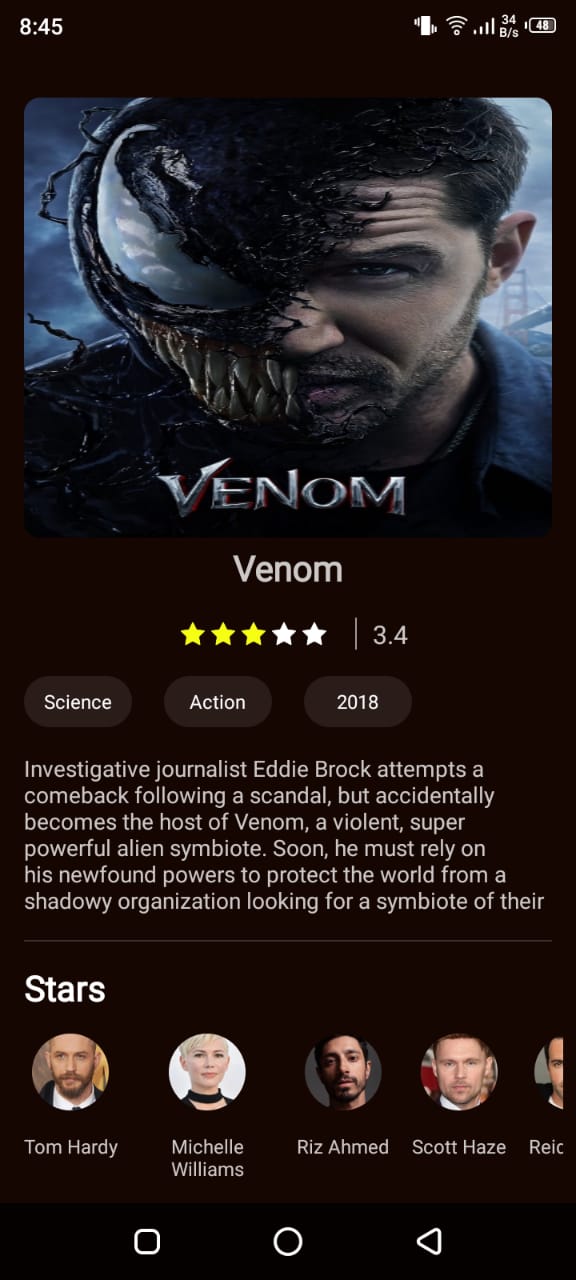 8:45
34
B/s
48
VENOM
Venom
3.4
Science
Action
2018
Investigative journalist Eddie Brock attempts a
comeback following a scandal, but accidentally
becomes the host of Venom, a violent, super
powerful alien symbiote. Soon, he must rely on
his newfound powers to protect the world from a
shadowy organization looking for a symbiote of their
Stars
Tom Hardy
Michelle
Williams
Riz Ahmed
Scott Haze
Reid